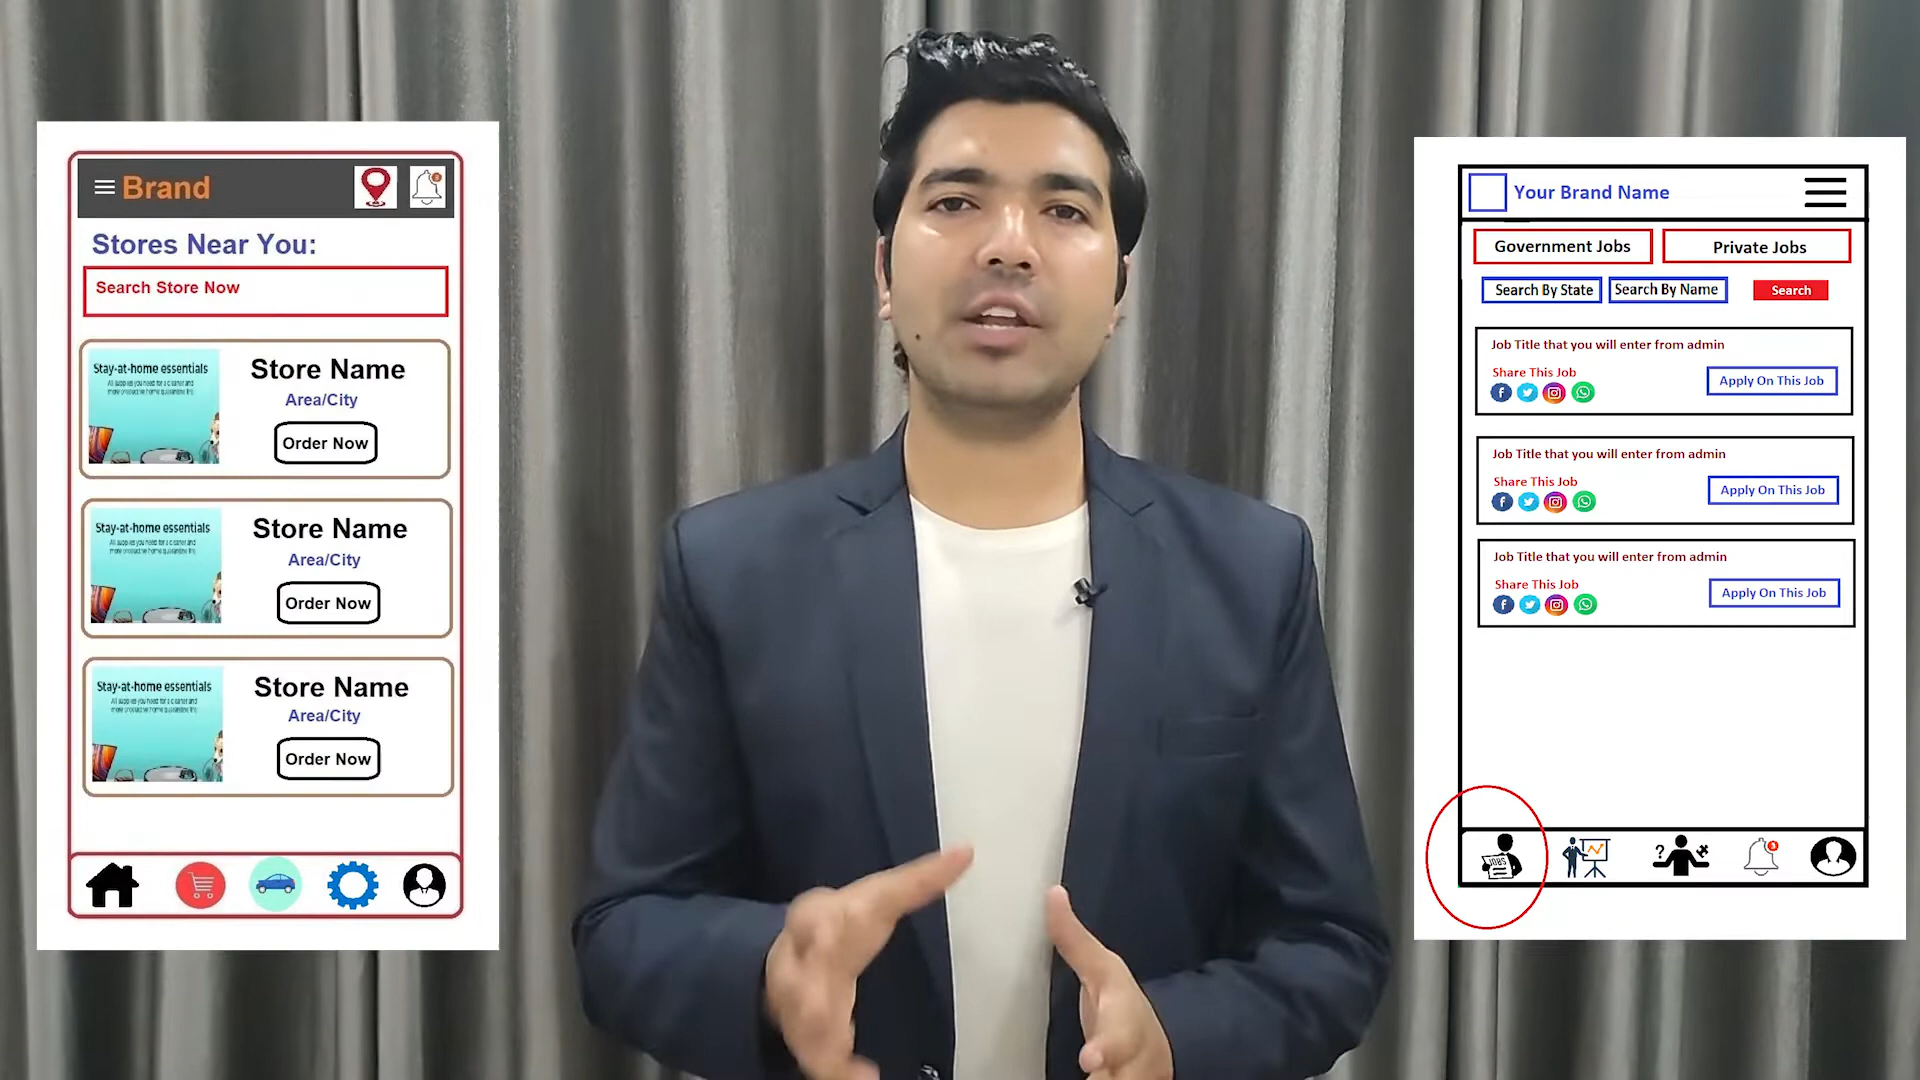 Brand
Stores Near You:
Search Store Now
Stay-at-home essentials
Store Name
Area/City
Order Now
Stay-at-home essentials
Store Name
Area/City
Order Now
Stay-at-home essentials
Store Name
Area/City
Order Now
Your Brand Name
Government Jobs
Private Jobs
Search By State
Search By Name
Search
Job Title that you will enter from admin
Share This Job
Apply On This Job
Job Title that you will enter from admin
Share This Job
Apply On This Job
Job Title that you will enter from admin
Share This Job
Apply On This Job
JOBS
3